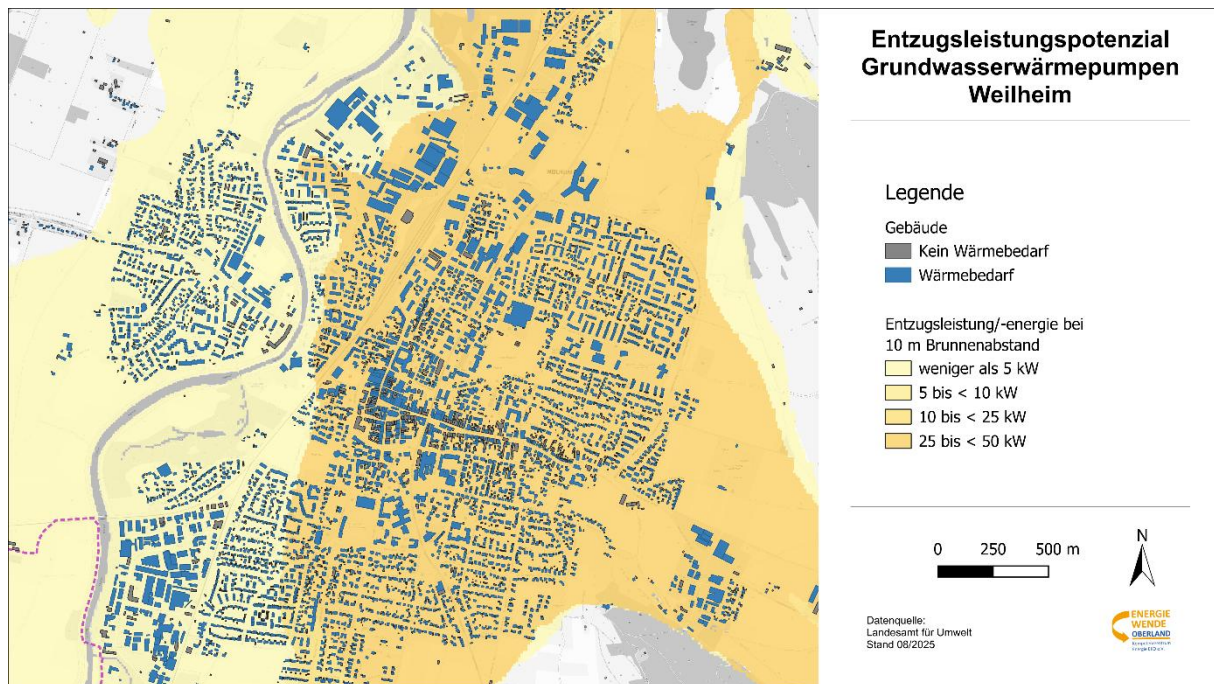 Entzugsleistungspotenzial
Grundwasserwärmepumpen
Weilheim
Legende
Gebäude
Kein Wärmebedarf
Wärmebedarf
Entzugsleistung/-energie bei
10 m Brunnenabstand
weniger als 5 kW
5 bis < 10 kW
10 bis < 25 kW
25 bis < 50 kW
0 250 500 m
N
Datenquelle:
Landesamt für Umwelt
Stand 08/2025
ENERGIE
WENDE
OBERLAND